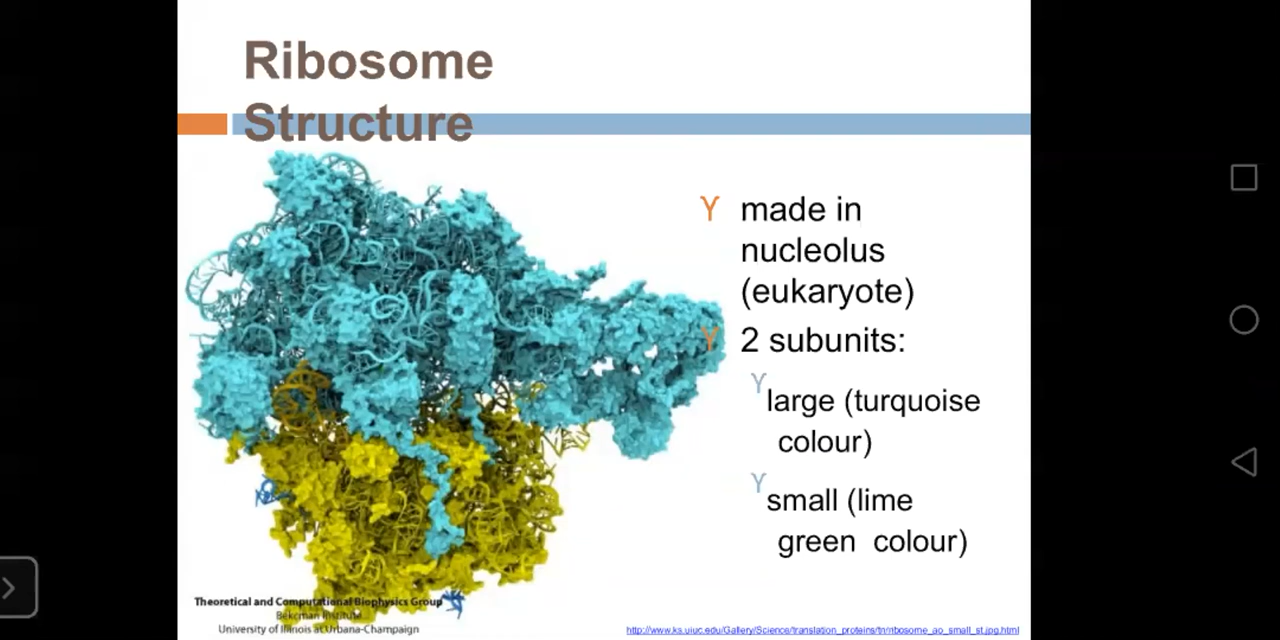 Ribosome
Structure
made in
nucleolus
(eukaryote)
2 subunits:
large (turquoise
colour)
small (lime
green colour)
Theoretical and Computational Biophysics Group
Beckman Institute
University of Illinois at Urbana-Champaign
http://www.ks.uiuc.edu/Gallery/Science/translation_proteins/tn/ribosome_ao_small_st.jpg.html